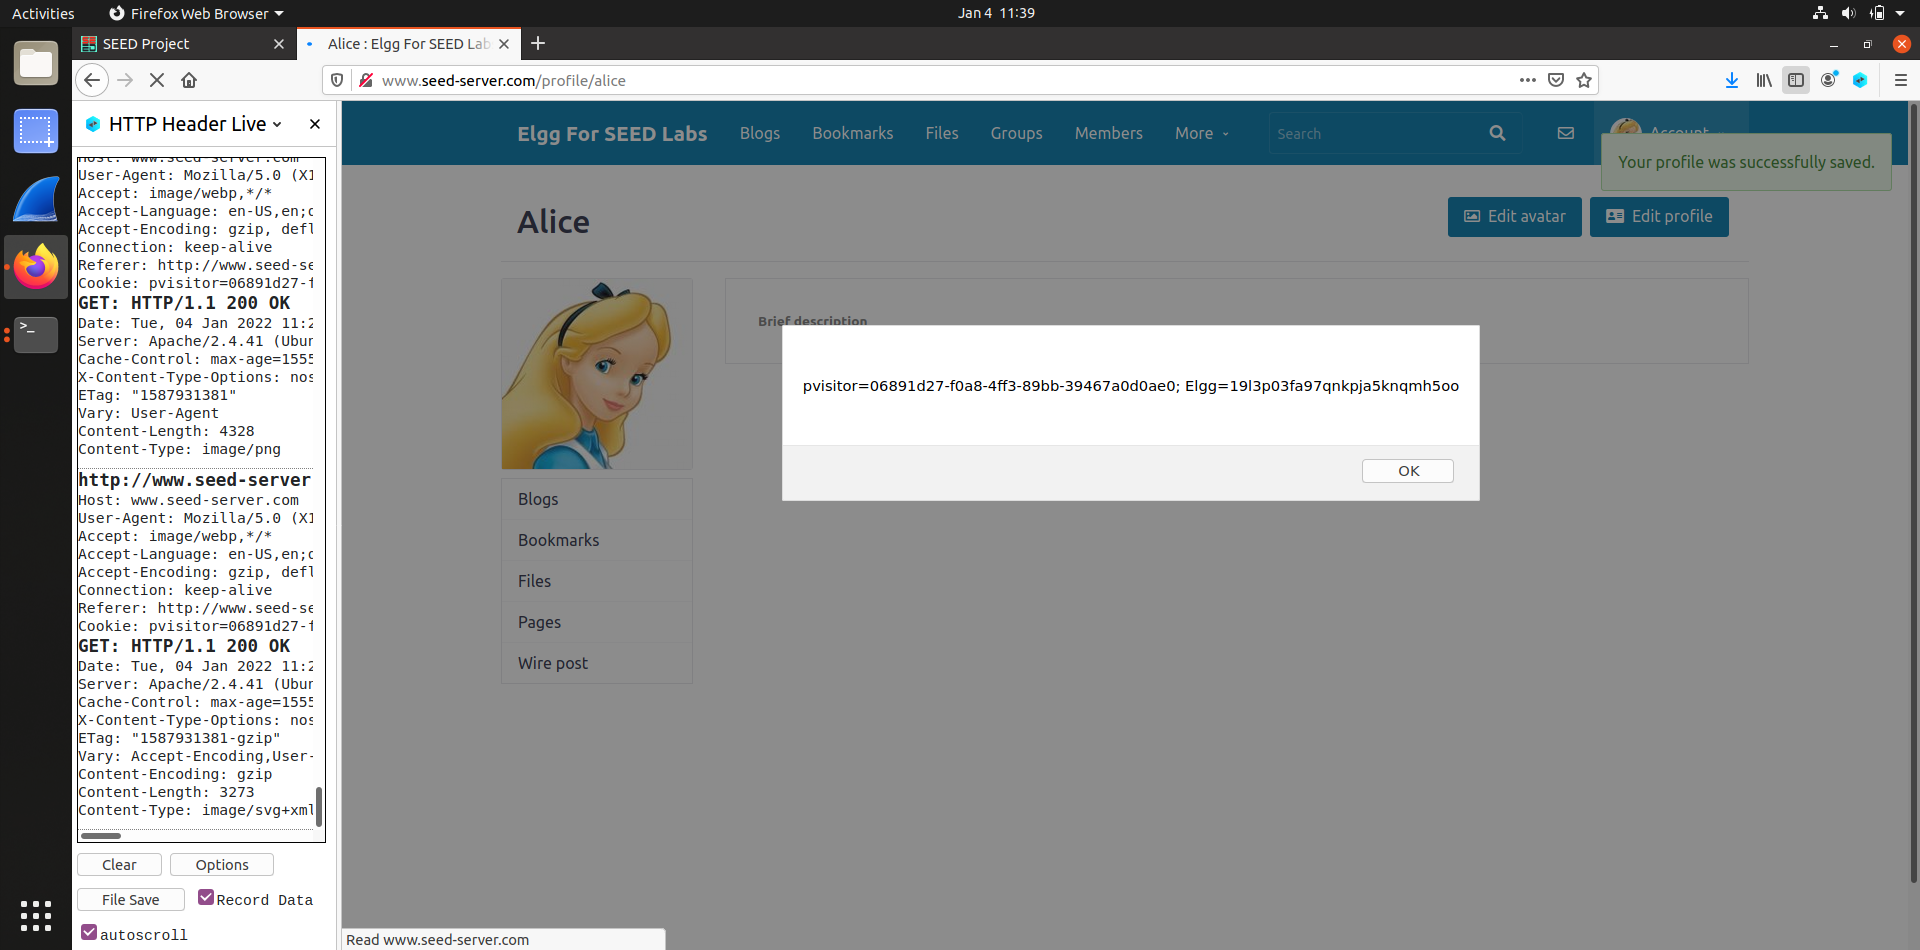 Activities
Firefox Web Browser
Jan 4 11:39
SEED Project
Alice : Elgg For SEED Lab
www.seed-server.com/profile/alice
HTTP Header Live
Host: www.seed-server.com
User-Agent: Mozilla/5.0 (X1
Accept: image/webp,*/*
Accept-Language: en-US,en;q
Accept-Encoding: gzip, defl
Connection: keep-alive
Referer: http://www.seed-se
Cookie: pvisitor=06891d27-f
GET: HTTP/1.1 200 OK
Date: Tue, 04 Jan 2022 11:2
Server: Apache/2.4.41 (Ubun
Cache-Control: max-age=1555
X-Content-Type-Options: nos
ETag: "1587931381"
Vary: User-Agent
Content-Length: 4328
Content-Type: image/png
http://www.seed-server
Host: www.seed-server.com
User-Agent: Mozilla/5.0 (X1
Accept: image/webp,*/*
Accept-Language: en-US,en;q
Accept-Encoding: gzip, defl
Connection: keep-alive
Referer: http://www.seed-se
Cookie: pvisitor=06891d27-f
GET: HTTP/1.1 200 OK
Date: Tue, 04 Jan 2022 11:2
Server: Apache/2.4.41 (Ubun
Cache-Control: max-age=1555
X-Content-Type-Options: nos
ETag: "1587931381-gzip"
Vary: Accept-Encoding,User-
Content-Encoding: gzip
Content-Length: 3273
Content-Type: image/svg+xml
Clear
Options
File Save
Record Data
autoscroll
Elgg For SEED Labs
Blogs
Bookmarks
Files
Groups
Members
More
Search
Account
Your profile was successfully saved.
Alice
Edit avatar
Edit profile
Brief description
pvisitor=06891d27-f0a8-4ff3-89bb-39467a0d0ae0; Elgg=19l3p03fa97qnkpja5knqmh5oo
OK
Blogs
Bookmarks
Files
Pages
Wire post
Read www.seed-server.com